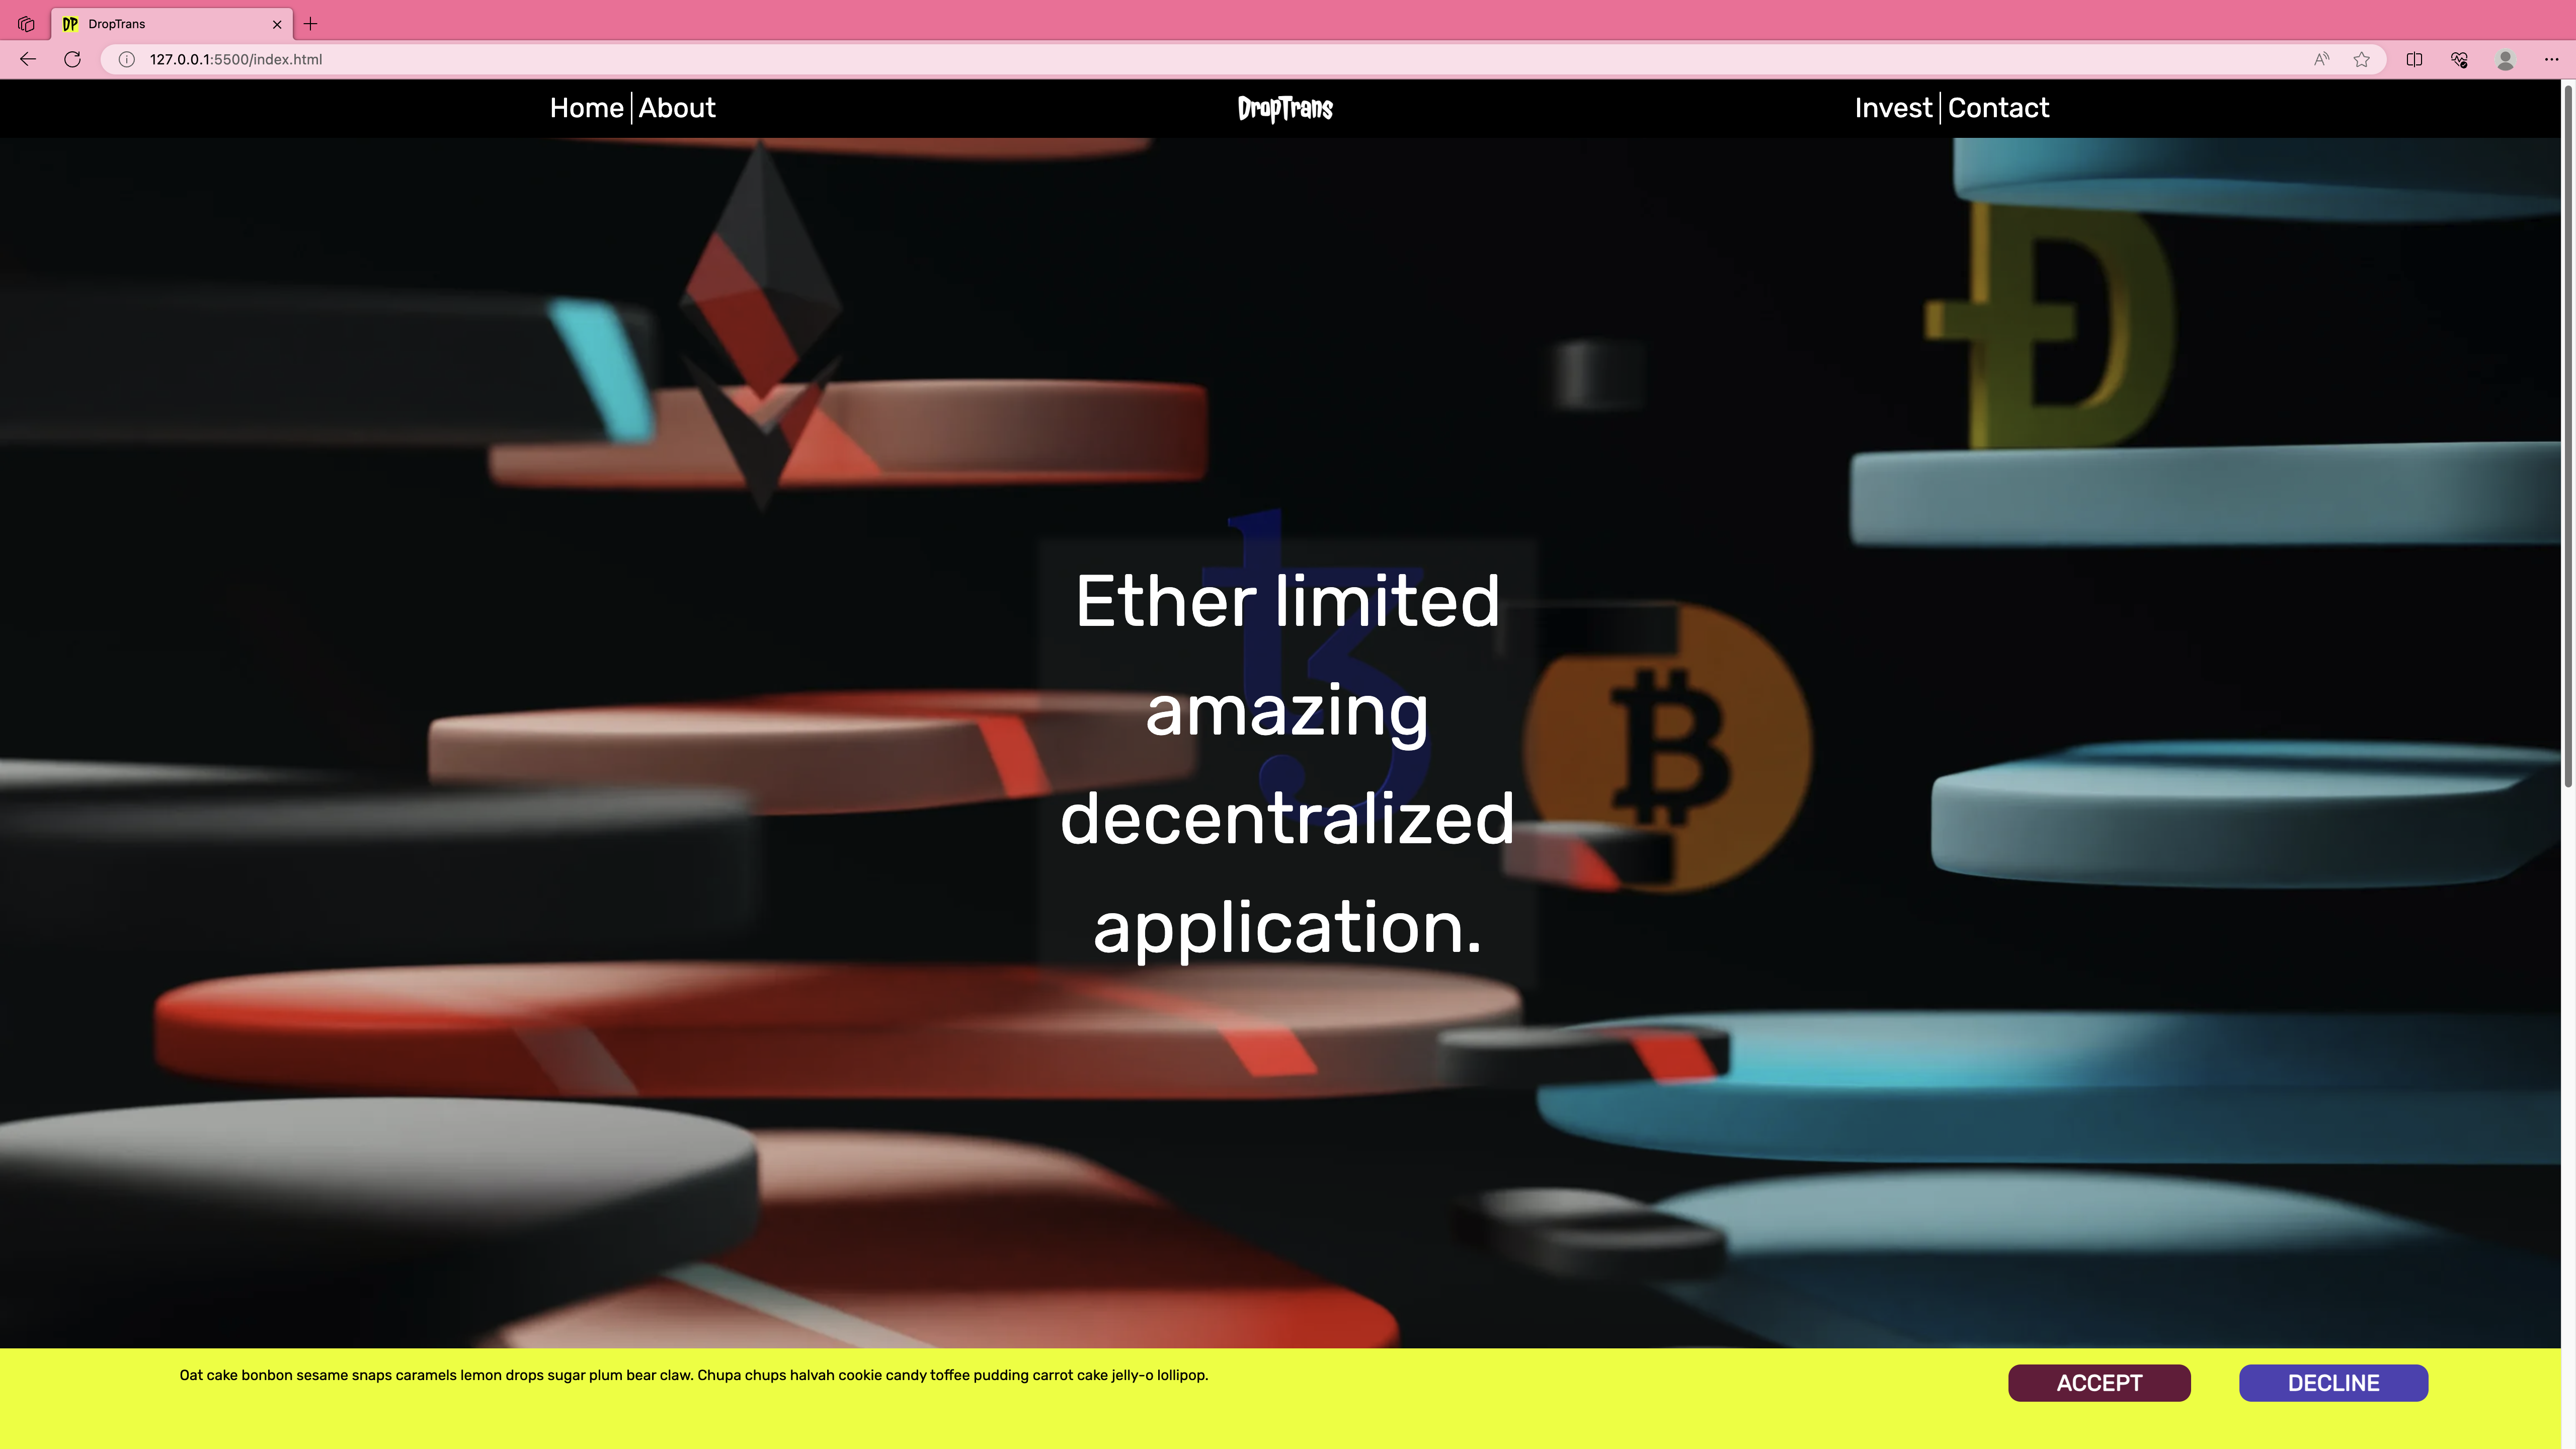 DP DropTrans
127.0.0.1:5500/index.html
Home About DropTrans Invest Contact
Ether limited
amazing
decentralized
application.
Oat cake bonbon sesame snaps caramels lemon drops sugar plum bear claw. Chupa chups halvah cookie candy toffee pudding carrot cake jelly-o lollipop. ACCEPT DECLINE